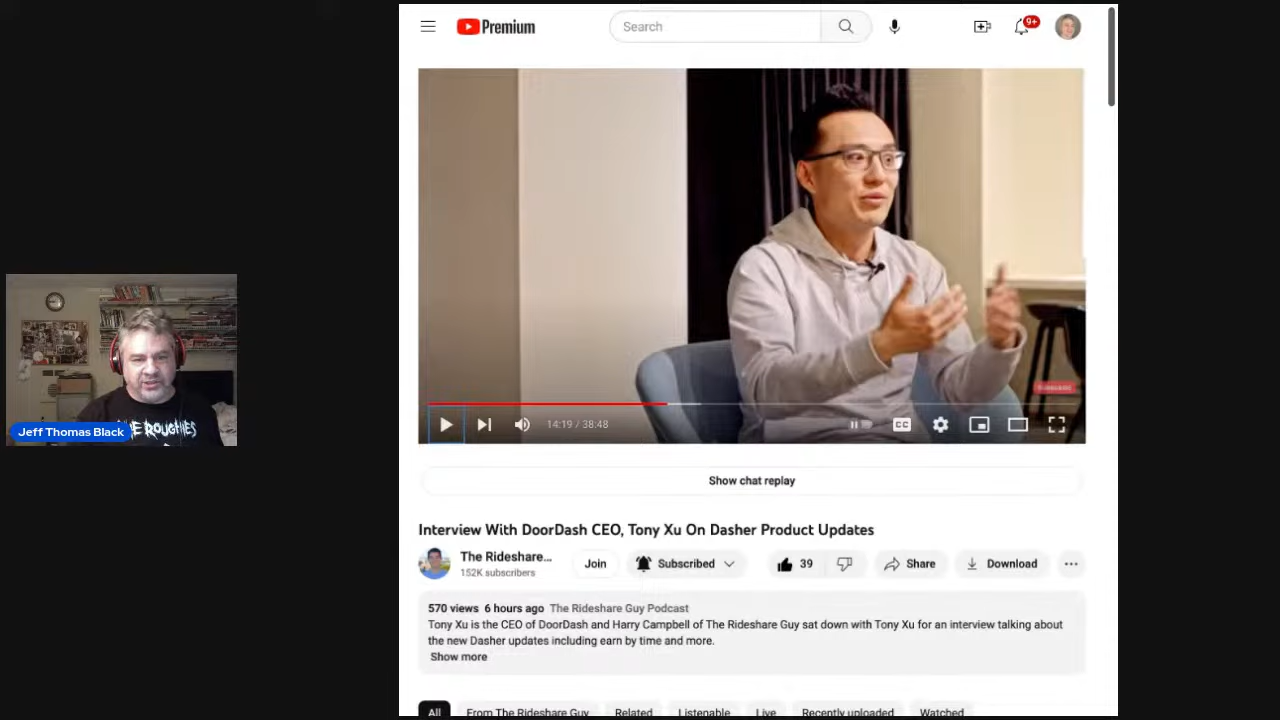 Premium
Search
9+
SUBSCRIBE
14:19 / 38:48
CC
Show chat replay
Interview With DoorDash CEO, Tony Xu On Dasher Product Updates
The Rideshare...
152K subscribers
Join
Subscribed
39
Share
Download
570 views 6 hours ago The Rideshare Guy Podcast
Tony Xu is the CEO of DoorDash and Harry Campbell of The Rideshare Guy sat down with Tony Xu for an interview talking about
the new Dasher updates including earn by time and more.
Show more
All From The Rideshare Guy Related Listenable Live Recently uploaded Watched
ROUGHIES
Jeff Thomas Black